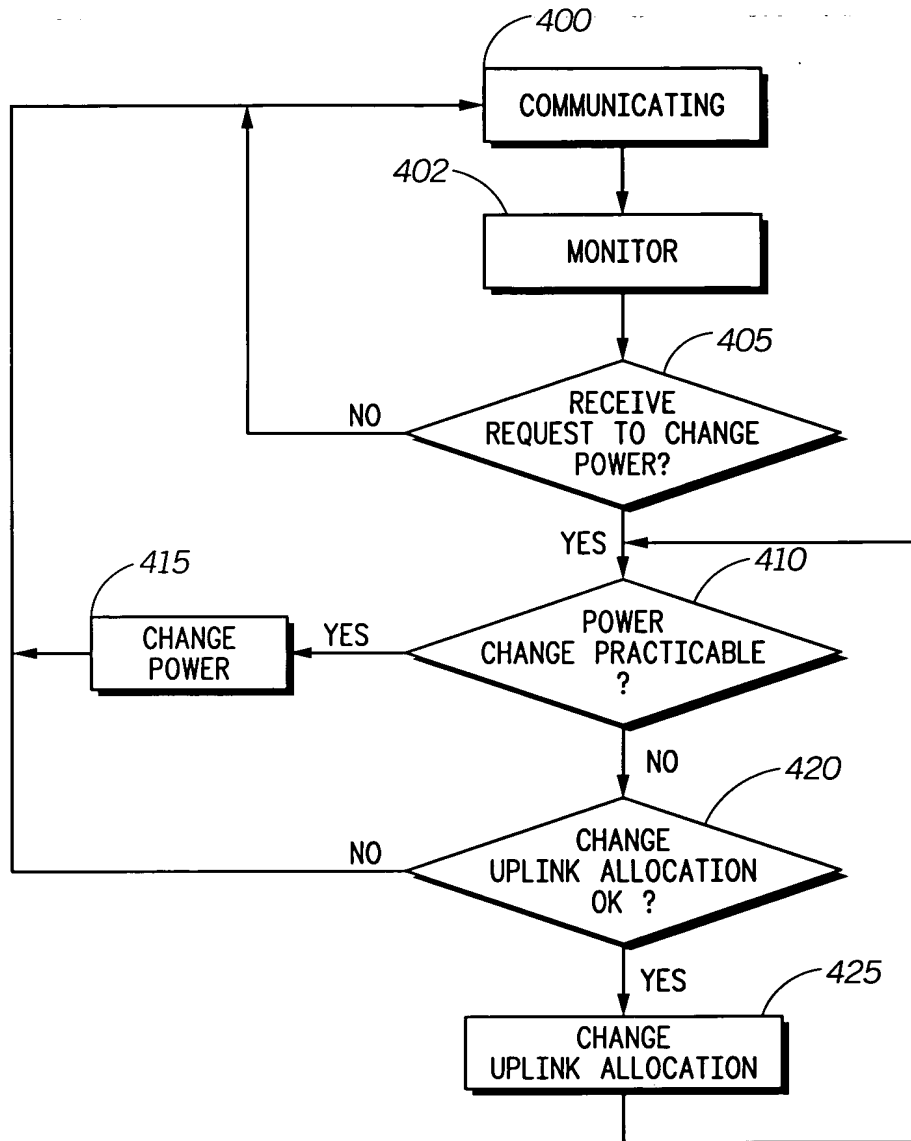 400
COMMUNICATING
402
MONITOR
405
RECEIVE
REQUEST TO CHANGE
POWER?
NO
YES
410
POWER
CHANGE PRACTICABLE
?
YES
415
CHANGE
POWER
NO
420
CHANGE
UPLINK ALLOCATION
OK ?
NO
YES
425
CHANGE
UPLINK ALLOCATION